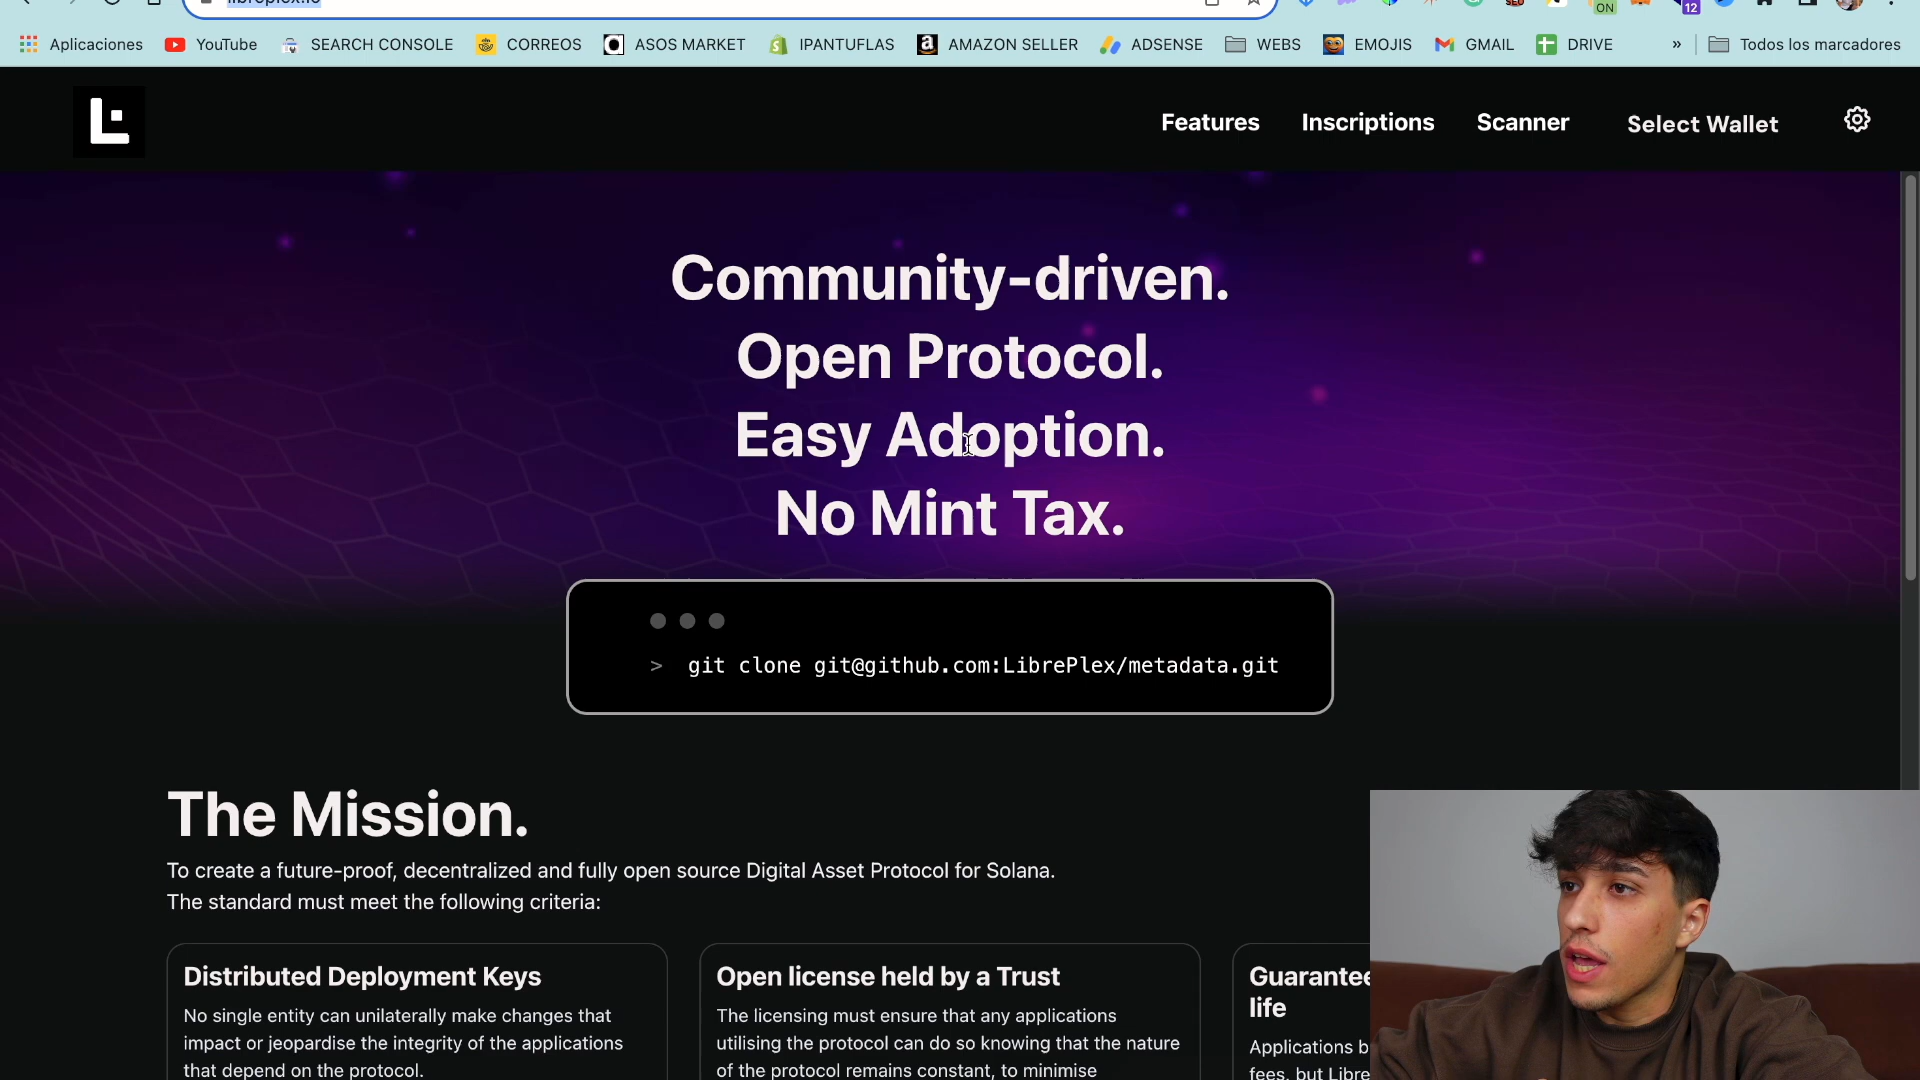 libreplex.io
Aplicaciones YouTube SEARCH CONSOLE CORREOS ASOS MARKET IPANTUFLAS AMAZON SELLER ADSENSE WEBS EMOJIS GMAIL DRIVE » Todos los marcadores
ON 12
Features Inscriptions Scanner Select Wallet
Community-driven.
Open Protocol.
Easy Adoption.
No Mint Tax.
> git clone git@github.com:LibrePlex/metadata.git
The Mission.
To create a future-proof, decentralized and fully open source Digital Asset Protocol for Solana.
The standard must meet the following criteria:
Distributed Deployment Keys
No single entity can unilaterally make changes that
impact or jeopardise the integrity of the applications
that depend on the protocol.
Open license held by a Trust
The licensing must ensure that any applications
utilising the protocol can do so knowing that the nature
of the protocol remains constant, to minimise
Guarantee
life
Applications b
fees, but Libre